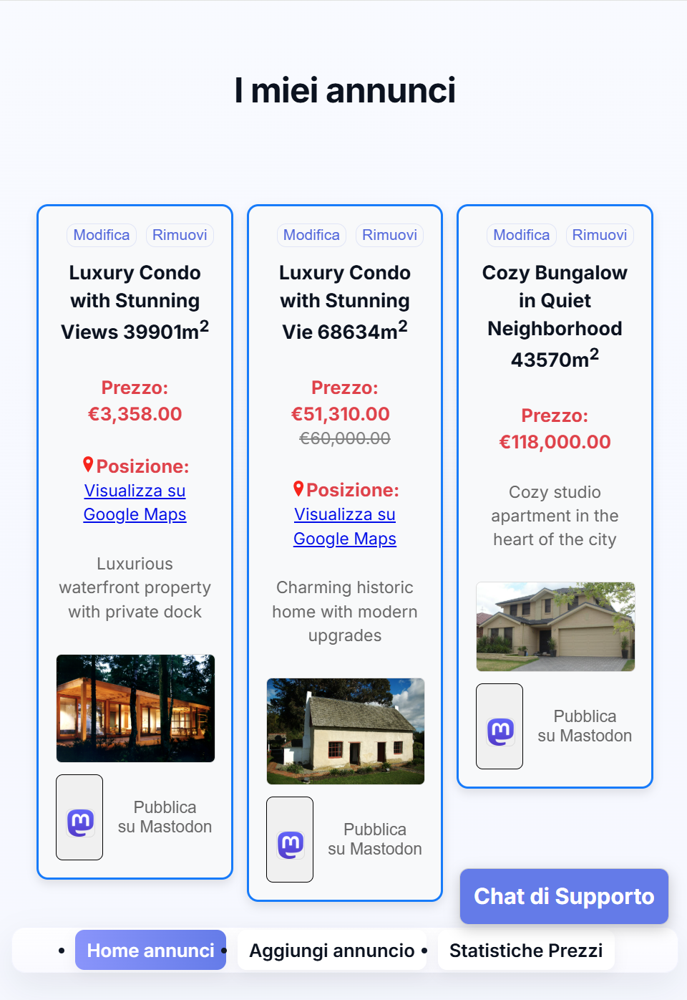 I miei annunci
Modifica
Rimuovi
Luxury Condo
with Stunning
Views 39901m²
Prezzo:
€3,358.00
Posizione:
Visualizza su
Google Maps
Luxurious
waterfront property
with private dock
Pubblica
su Mastodon
Modifica
Rimuovi
Luxury Condo
with Stunning
Vie 68634m²
Prezzo:
€51,310.00
€60,000.00
Posizione:
Visualizza su
Google Maps
Charming historic
home with modern
upgrades
Pubblica
su Mastodon
Modifica
Rimuovi
Cozy Bungalow
in Quiet
Neighborhood
43570m²
Prezzo:
€118,000.00
Cozy studio
apartment in the
heart of the city
Pubblica
su Mastodon
Chat di Supporto
• Home annunci
• Aggiungi annuncio
• Statistiche Prezzi